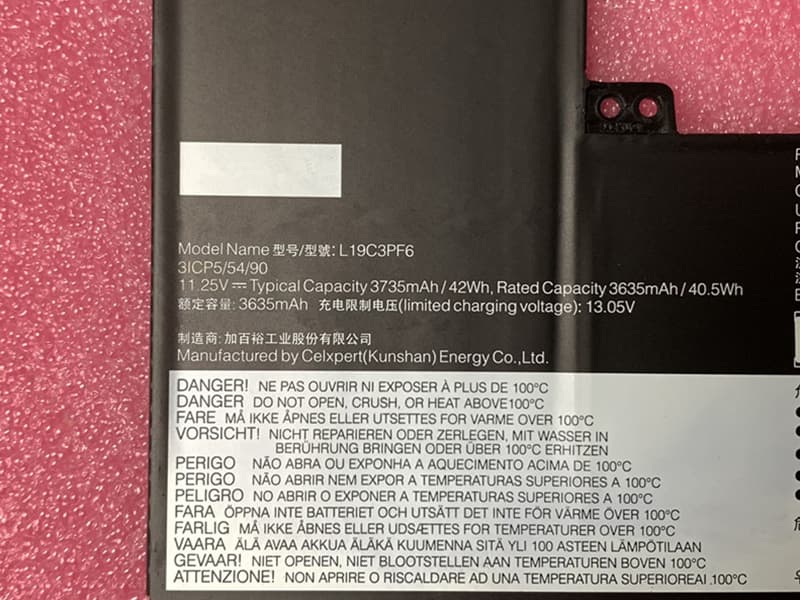 Model Name 型号/型號: L19C3PF6
3ICP5/54/90
11.25V⎓Typical Capacity 3735mAh / 42Wh, Rated Capacity 3635mAh / 40.5Wh
额定容量: 3635mAh 充电限制电压(limited charging voltage): 13.05V
制造商: 加百裕工业股份有限公司
Manufactured by Celxpert(Kunshan) Energy Co.,Ltd.
DANGER! NE PAS OUVRIR NI EXPOSER À PLUS DE 100°C
DANGER DO NOT OPEN, CRUSH, OR HEAT ABOVE100°C
FARE MÅ IKKE ÅPNES ELLER UTSETTES FOR VARME OVER 100°C
VORSICHT! NICHT REPARIEREN ODER ZERLEGEN, MIT WASSER IN
BERÜHRUNG BRINGEN ODER ÜBER 100°C ERHITZEN
PERIGO NÃO ABRA OU EXPONHA A AQUECIMENTO ACIMA DE 100°C
PERIGO NÃO ABRIR NEM EXPOR A TEMPERATURAS SUPERIORES A 100°C
PELIGRO NO ABRIR O EXPONER A TEMPERATURAS SUPERIORES A 100°C
FARA ÖPPNA INTE BATTERIET OCH UTSÄTT DET INTE FÖR VÄRME ÖVER 100°C
FARLIG MÅ IKKE ÅBNES ELLER UDSÆTTES FOR TEMPERATURER OVER 100°C
VAARA ÄLÄ AVAA AKKUA ÄLÄKÄ KUUMENNA SITÄ YLI 100 ASTEEN LÄMPÖTILAAN
GEVAAR! NIET OPENEN, NIET BLOOTSTELLEN AAN TEMPERATUREN BOVEN 100°C
ATTENZIONE! NON APRIRE O RISCALDARE AD UNA TEMPERATURA SUPERIOREAI .100°C